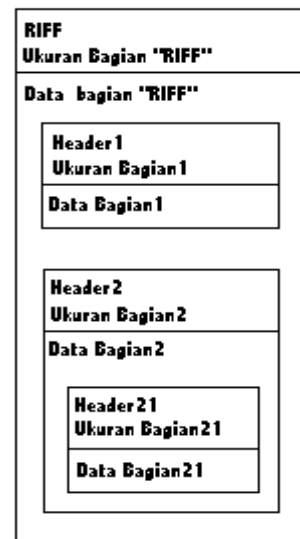 RIFF
Ukuran Bagian "RIFF"
Data bagian "RIFF"
Header1
Ukuran Bagian1
Data Bagian1
Header2
Ukuran Bagian2
Data Bagian2
Header21
Ukuran Bagian21
Data Bagian21